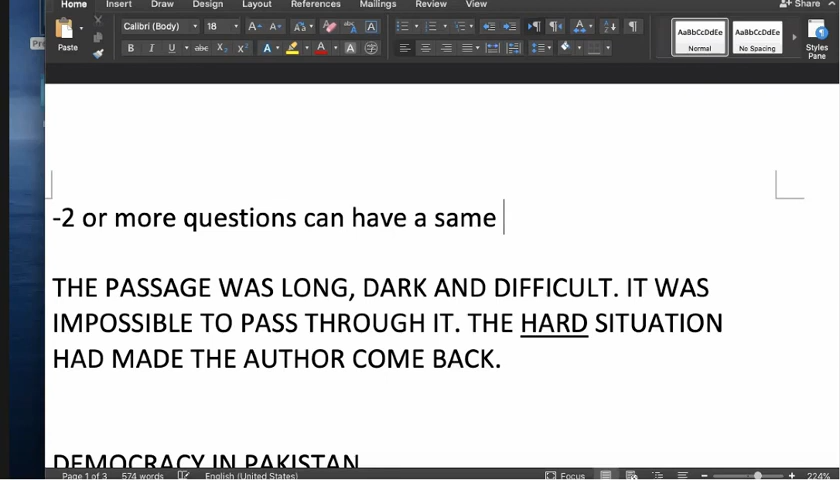 Home Insert Draw Design Layout References Mailings Review View Share
Calibri (Body) 18
AaBbCcDdEe AaBbCcDdEe
Paste B I U abc X2 X2 A A A Normal No Spacing Styles
Pane
-2 or more questions can have a same
THE PASSAGE WAS LONG, DARK AND DIFFICULT. IT WAS
IMPOSSIBLE TO PASS THROUGH IT. THE HARD SITUATION
HAD MADE THE AUTHOR COME BACK.
DEMOCRACY IN PAKISTAN
Page 1 of 3 574 words English (United States) Focus 224%